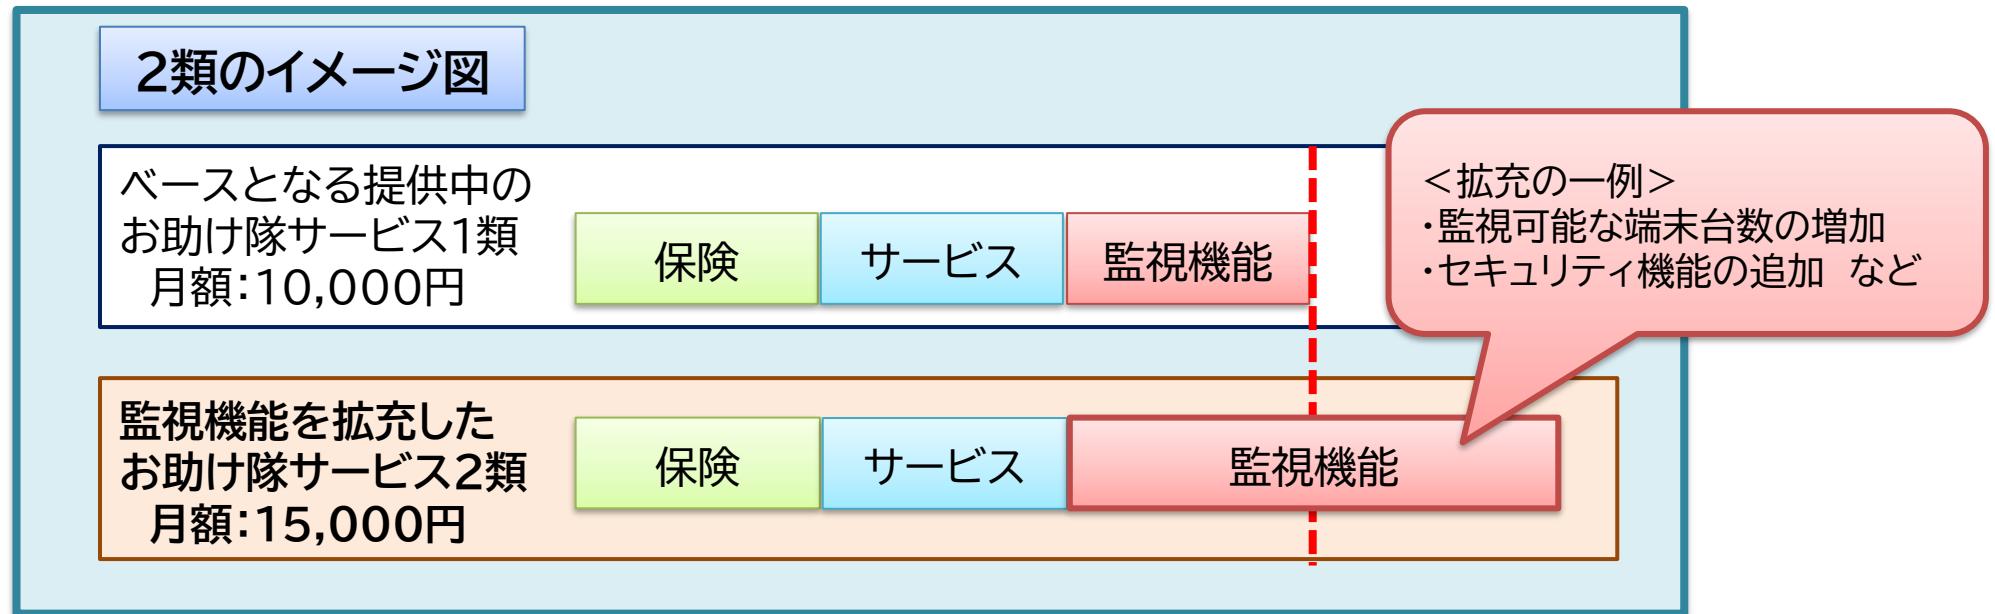 2類のイメージ図
ベースとなる提供中の
お助け隊サービス1類
月額：10,000円
保険
サービス
監視機能
＜拡充の一例＞
・監視可能な端末台数の増加
・セキュリティ機能の追加　など
監視機能を拡充した
お助け隊サービス2類
月額：15,000円
保険
サービス
監視機能